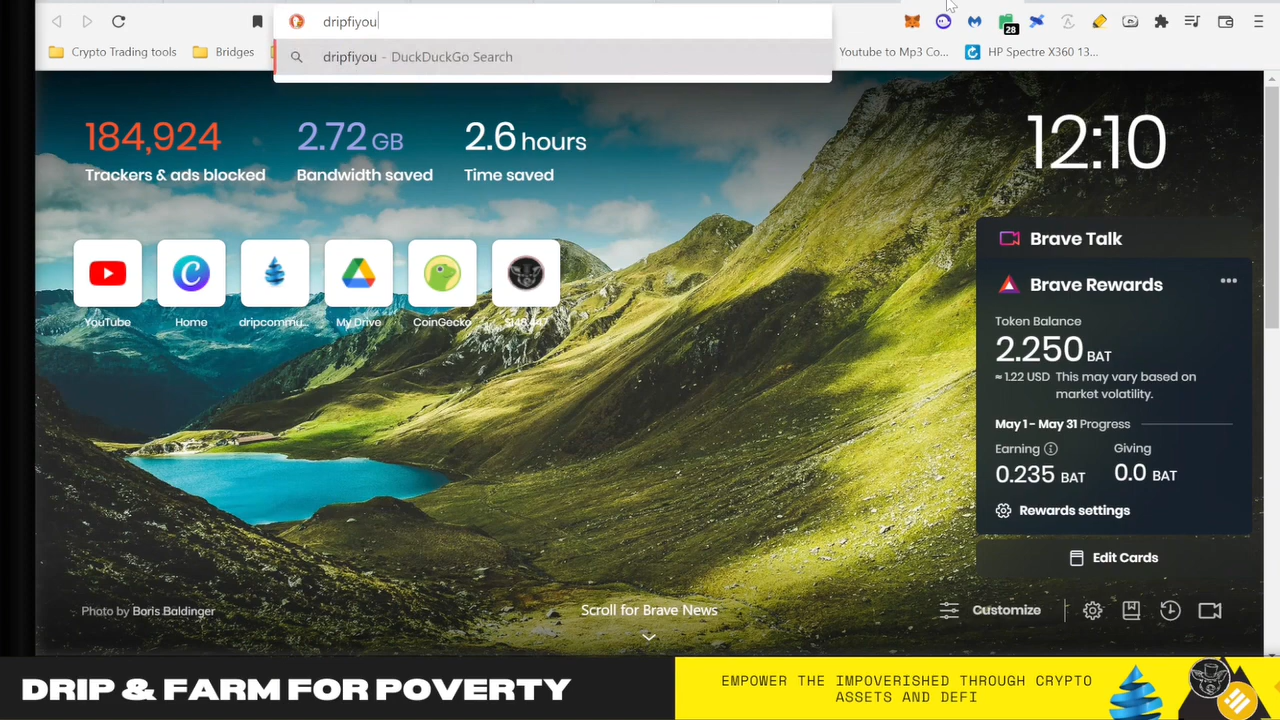 dripfiyou
28
dripfiyou - DuckDuckGo Search
Crypto Trading tools
Bridges
Youtube to Mp3 Co...
HP Spectre X360 13...
184,924
Trackers & ads blocked
2.72 GB
Bandwidth saved
2.6 hours
Time saved
12:10
YouTube
Home
dripcommu...
My Drive
CoinGecko
Brave Talk
Brave Rewards
Token Balance
2.250 BAT
≈ 1.22 USD This may vary based on
market volatility.
May 1 - May 31 Progress
Earning
0.235 BAT
Giving
0.0 BAT
Rewards settings
Edit Cards
Photo by Boris Baldinger
Scroll for Brave News
Customize
DRIP & FARM FOR POVERTY
EMPOWER THE IMPOVERISHED THROUGH CRYPTO
ASSETS AND DEFI